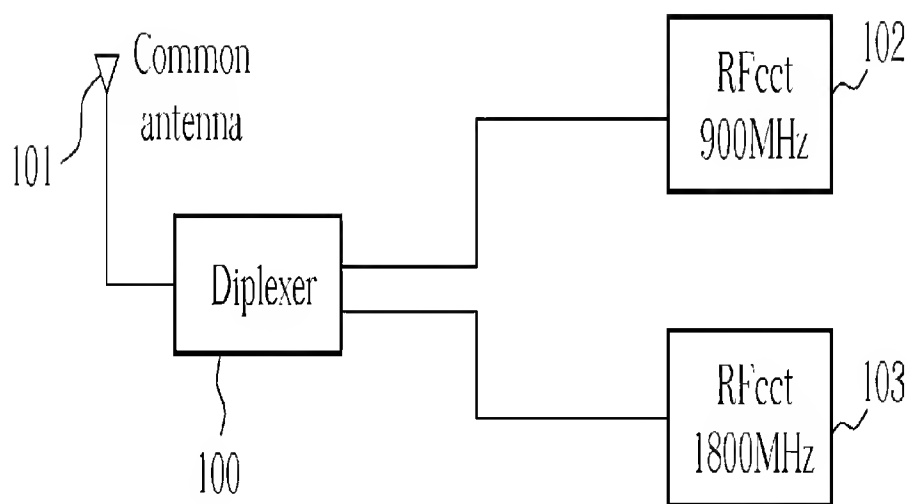 Common
antenna
101
Diplexer
100
RFcct
900MHz
102
RFcct
1800MHz
103